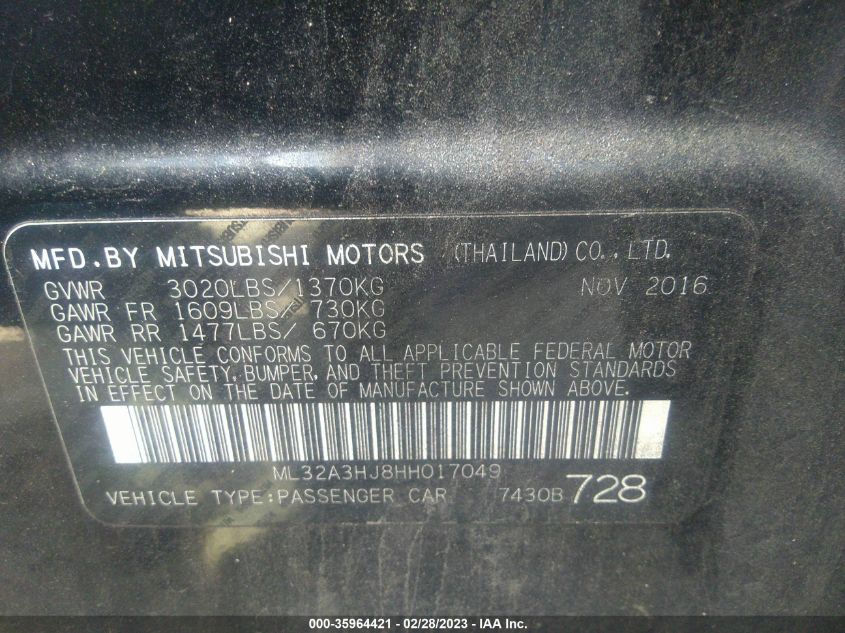 MFD.BY MITSUBISHI MOTORS (THAILAND) CO., LTD.
GVWR 3020LBS/1370KG NOV 2016
GAWR FR 1609LBS/ 730KG
GAWR RR 1477LBS/ 670KG
THIS VEHICLE CONFORMS TO ALL APPLICABLE FEDERAL MOTOR
VEHICLE SAFETY, BUMPER, AND THEFT PREVENTION STANDARDS
IN EFFECT ON THE DATE OF MANUFACTURE SHOWN ABOVE.
ML32A3HJ8HH017049
VEHICLE TYPE:PASSENGER CAR 7430B 728
000-35964421 / 02/28/2023 - IAA Inc.